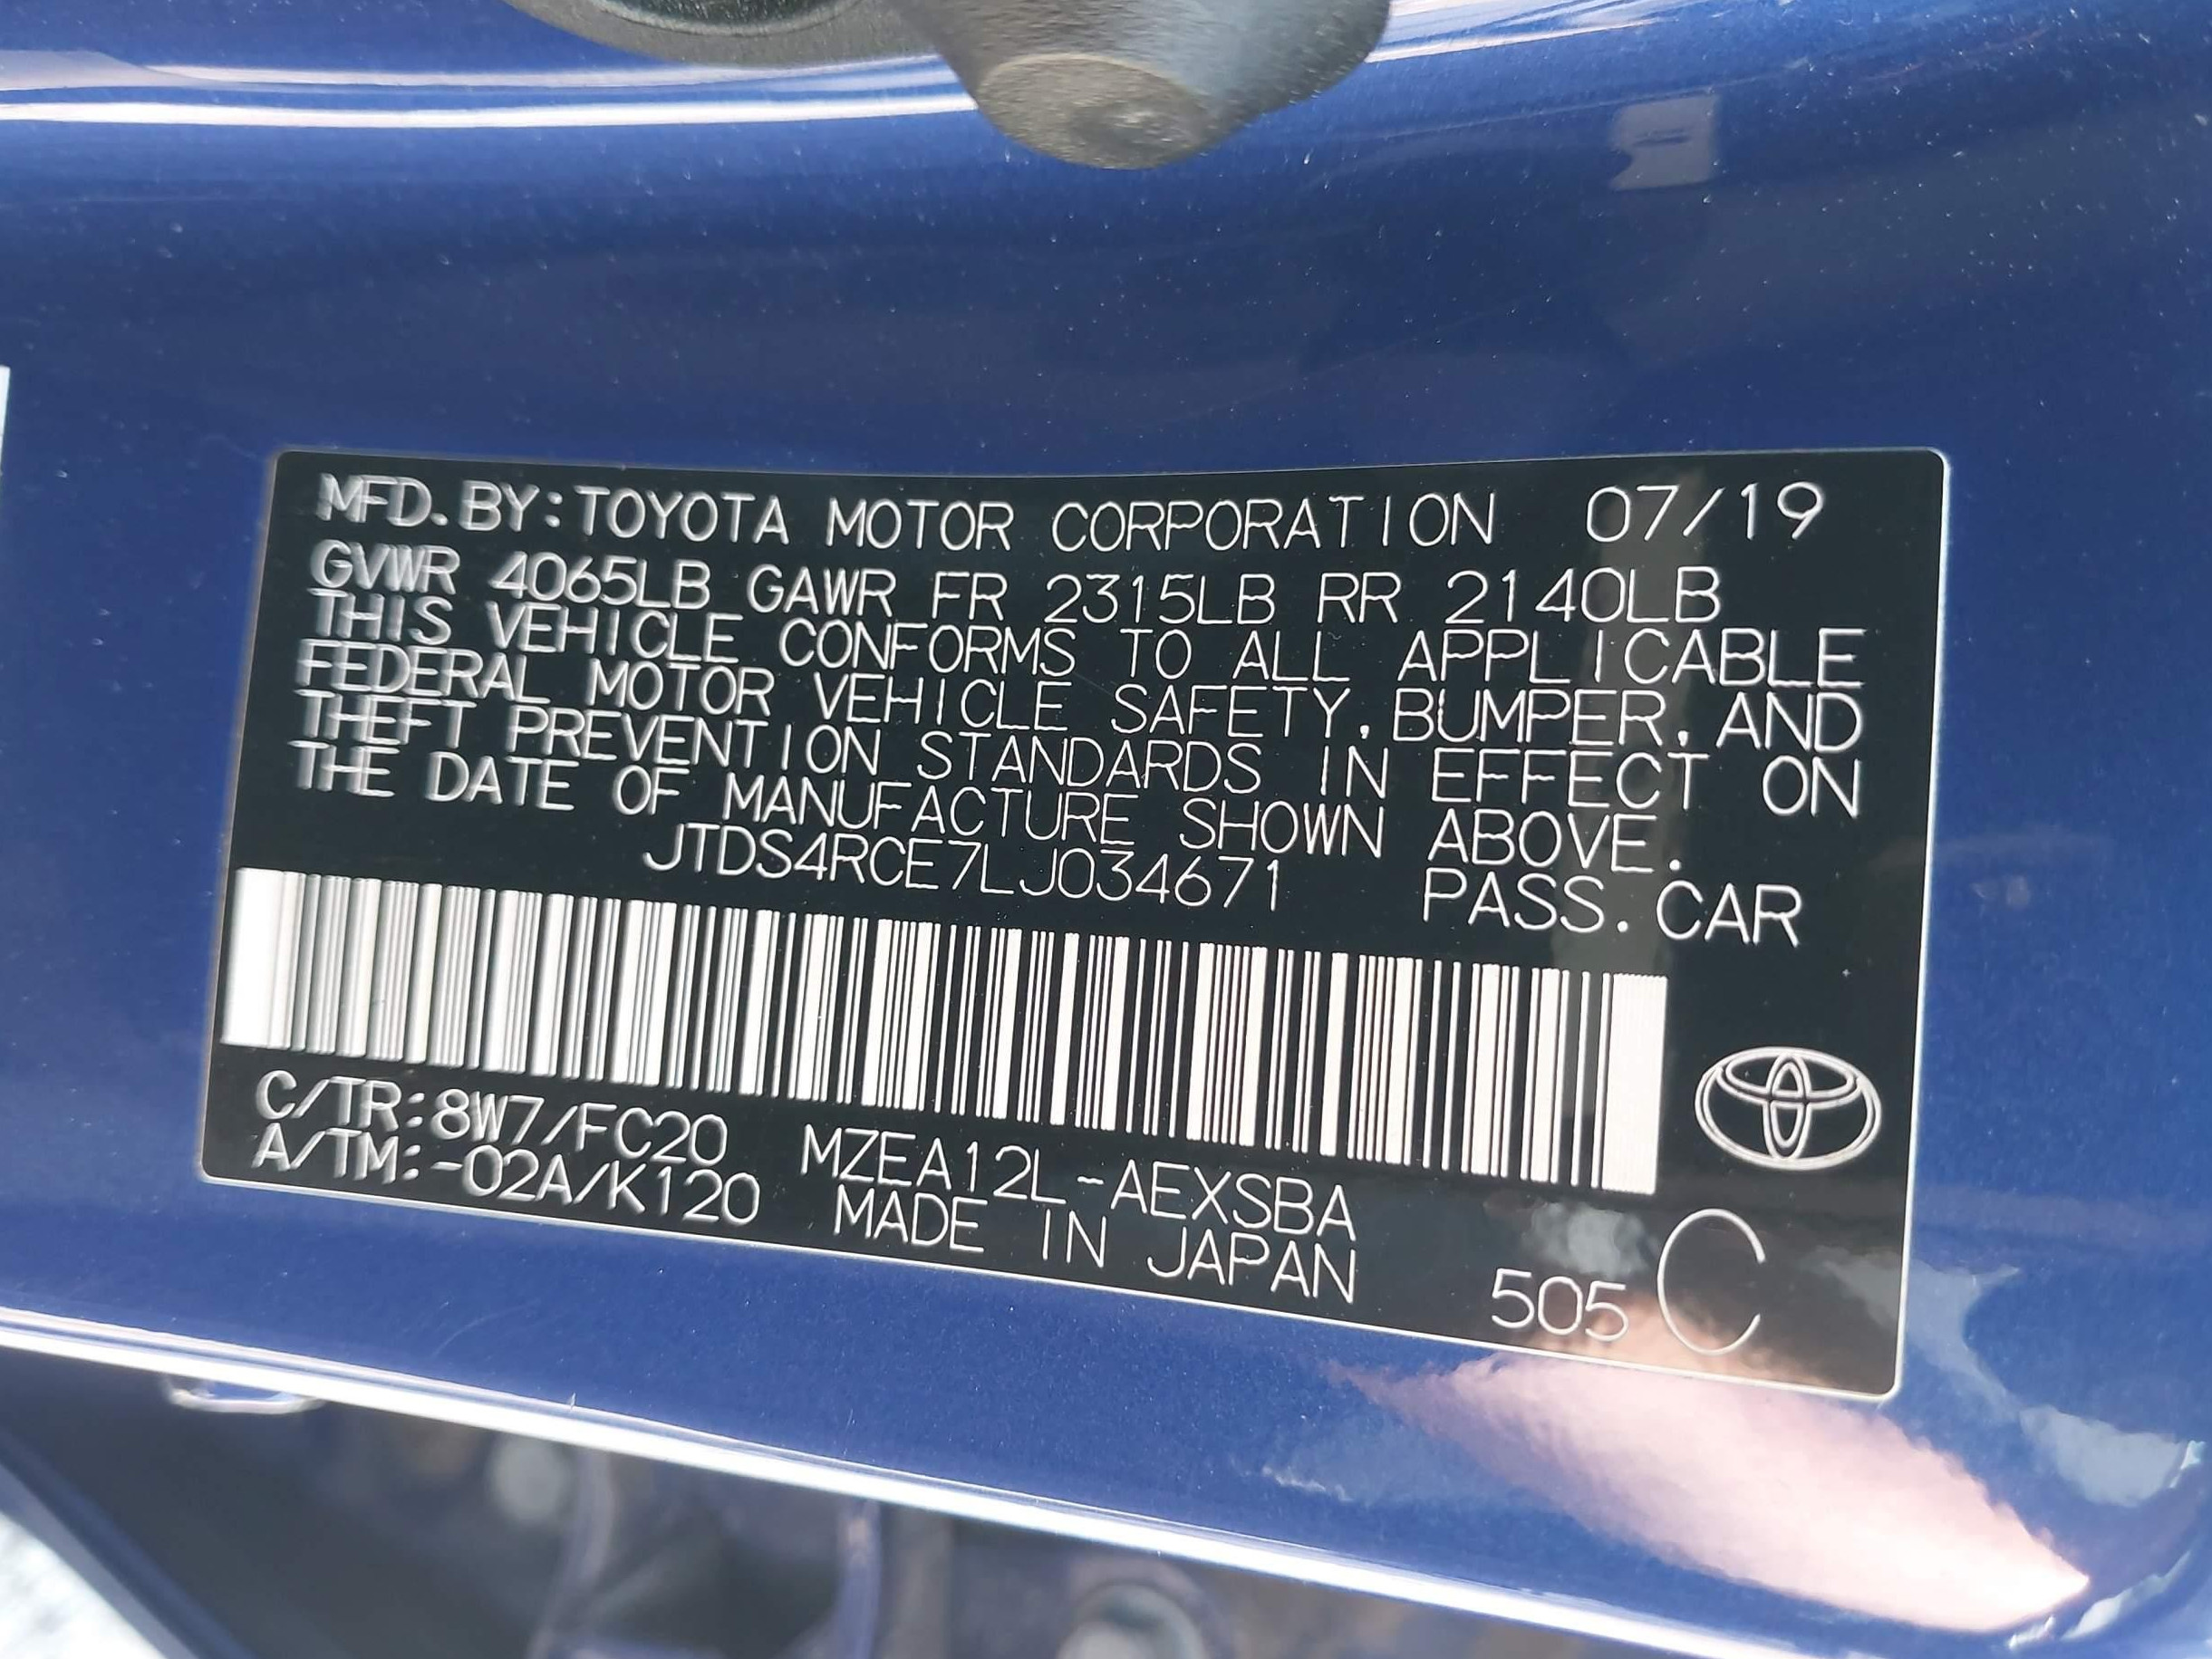 MFD. BY: TOYOTA MOTOR CORPORATION 07/19
GVWR 4065LB GAWR FR 2315LB RR 2140LB
THIS VEHICLE CONFORMS TO ALL APPLICABLE
FEDERAL MOTOR VEHICLE SAFETY, BUMPER, AND
THEFT PREVENTION STANDARDS IN EFFECT ON
THE DATE OF MANUFACTURE SHOWN ABOVE.
JTDS4RCE7LJ034671 PASS. CAR
C/TR: 8W7/FC20 MZEA12L-AEXSBA
A/TM: -02A/K120 MADE IN JAPAN 505 C